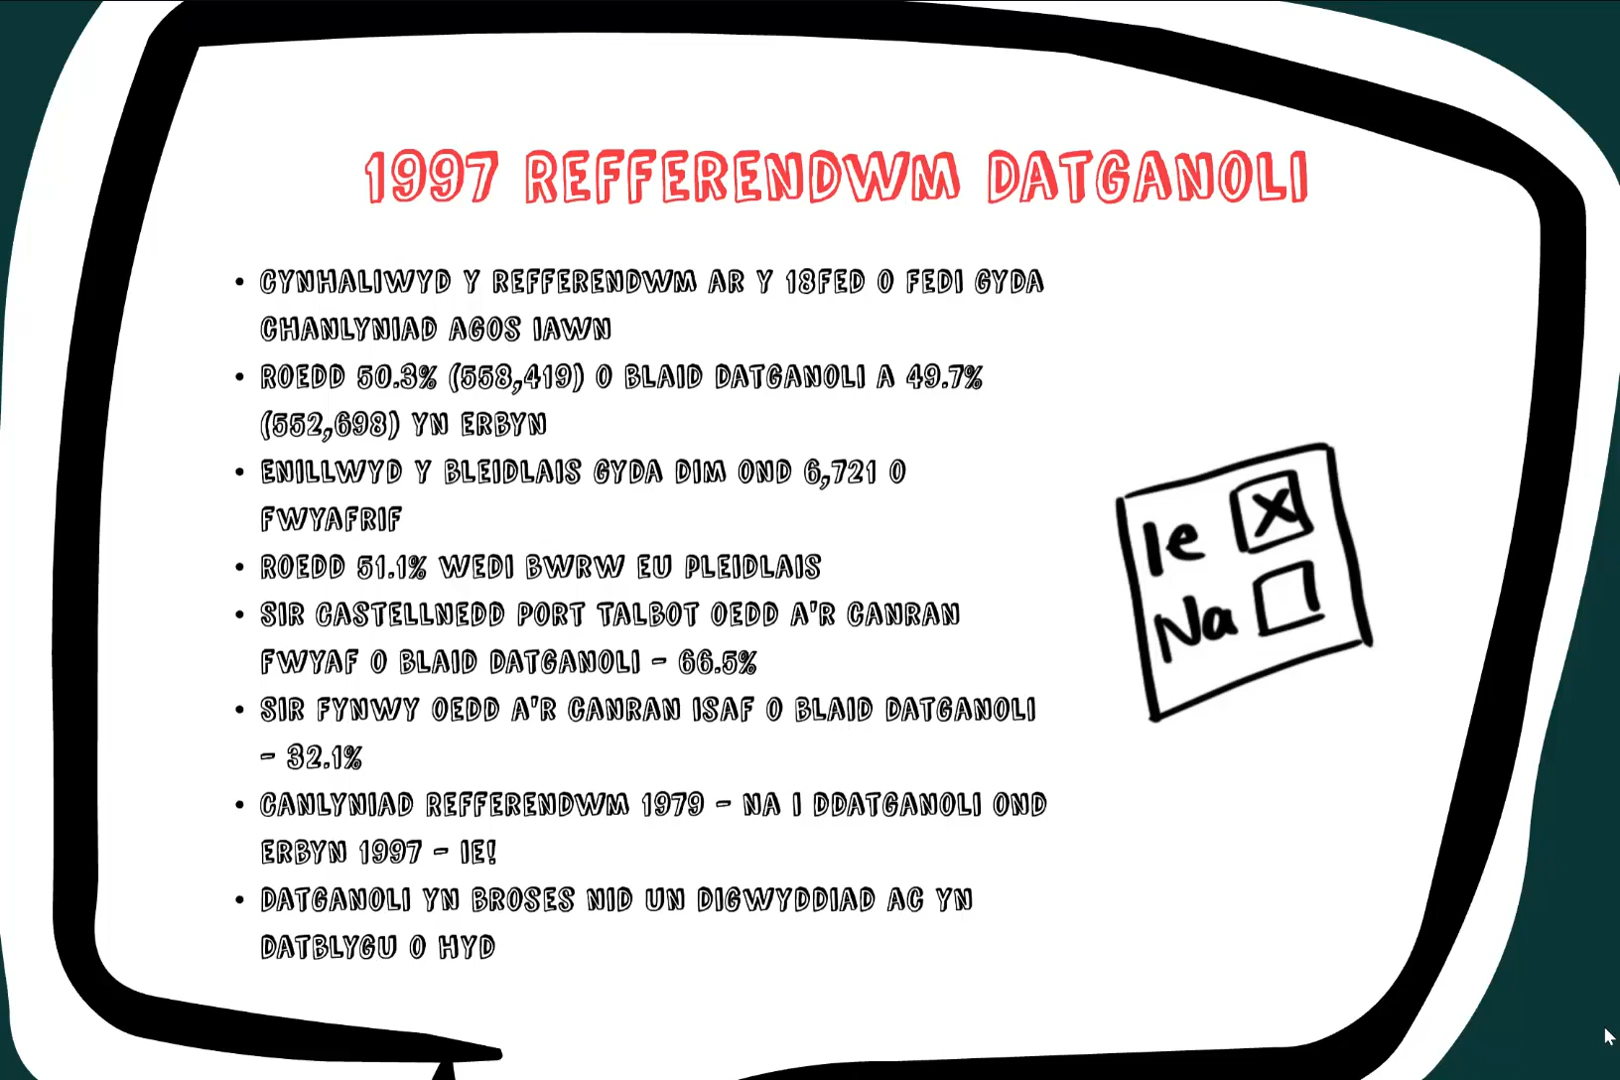 1997 REFFERENDWM DATGANOLI
• CYNHALIWYD Y REFFERENDWM AR Y 18FED O FEDI GYDA
CHANLYNIAD AGOS IAWN
• ROEDD 50.3% (558,419) O BLAID DATGANOLI A 49.7%
(552,698) YN ERBYN
• ENILLWYD Y BLEIDLAIS GYDA DIM OND 6,721 O
FWYAFRIF
• ROEDD 51.1% WEDI BWRW EU PLEIDLAIS
• SIR CASTELLNEDD PORT TALBOT OEDD A'R CANRAN
FWYAF O BLAID DATGANOLI - 66.5%
• SIR FYNWY OEDD A'R CANRAN ISAF O BLAID DATGANOLI
- 32.1%
• CANLYNIAD REFFERENDWM 1979 - NA I DDATGANOLI OND
ERBYN 1997 - IE!
• DATGANOLI YN BROSES NID UN DIGWYDDIAD AC YN
DATBLYGU O HYD
Ie X
Na